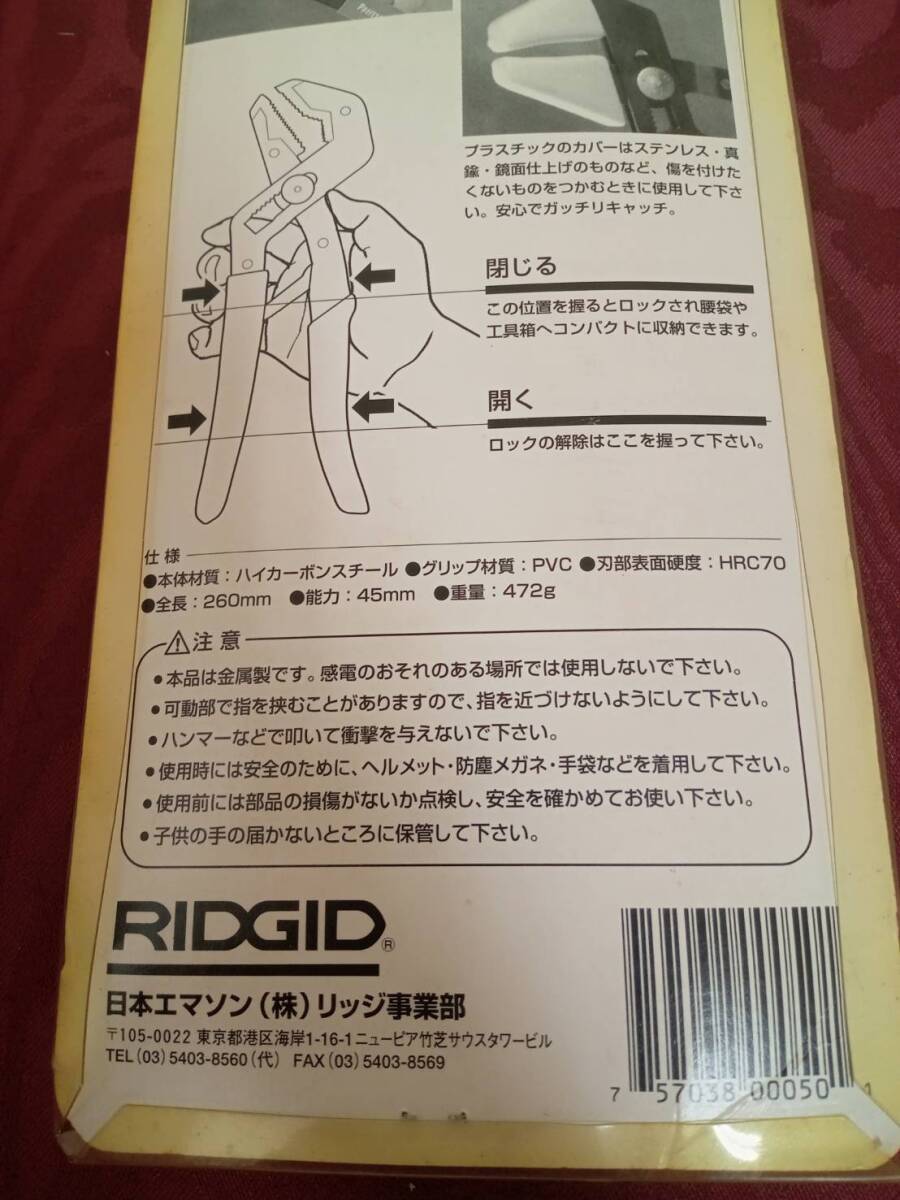 プラスチックのカバーはステンレス・真
鍮・鏡面仕上げのものなど、傷を付けた
くないものをつかむときに使用して下さ
い。安心でガッチリキャッチ。
閉じる
この位置を握るとロックされ腰袋や
工具箱へコンパクトに収納できます。
開く
ロックの解除はここを握って下さい。
仕様
●本体材質：ハイカーボンスチール ●グリップ材質：PVC ●刃部表面硬度：HRC70
●全長：260mm ●能力：45mm ●重量：472g
⚠注意
●本品は金属製です。感電のおそれのある場所では使用しないで下さい。
●可動部で指を挟むことがありますので、指を近づけないようにして下さい。
●ハンマーなどで叩いて衝撃を与えないで下さい。
●使用時には安全のために、ヘルメット・防塵メガネ・手袋などを着用して下さい。
●使用前には部品の損傷がないか点検し、安全を確かめてお使い下さい。
●子供の手の届かないところに保管して下さい。
RIDGID®
日本エマソン（株）リッジ事業部
〒105-0022 東京都港区海岸1-16-1ニューピア竹芝サウスタワービル
TEL(03)5403-8560(代) FAX(03)5403-8569
7 57038 00050